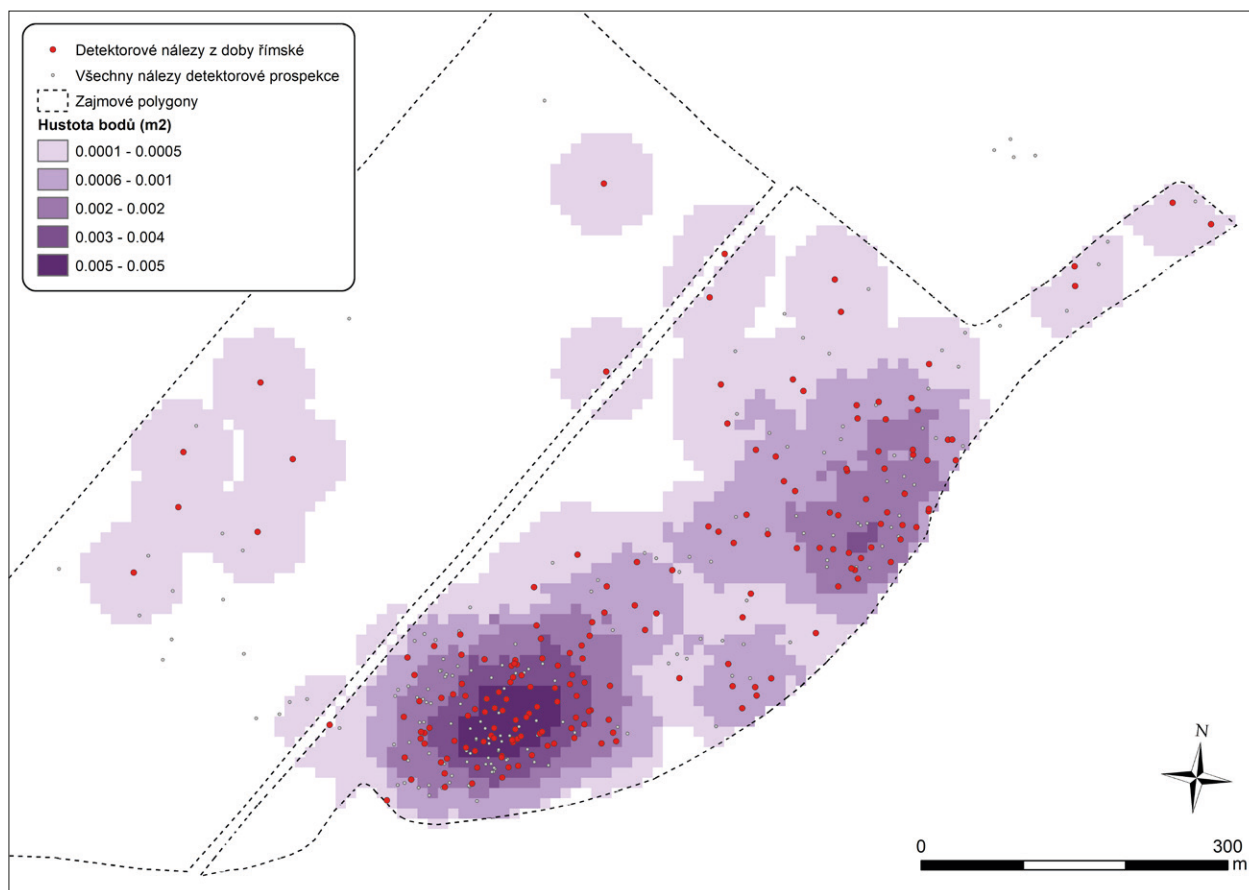 Detektorové nálezy z doby římské
Všechny nálezy detektorové prospekce
Zajmové polygony
Hustota bodů (m2)
0.0001 - 0.0005
0.0006 - 0.001
0.002 - 0.002
0.003 - 0.004
0.005 - 0.005
N
0 300
m